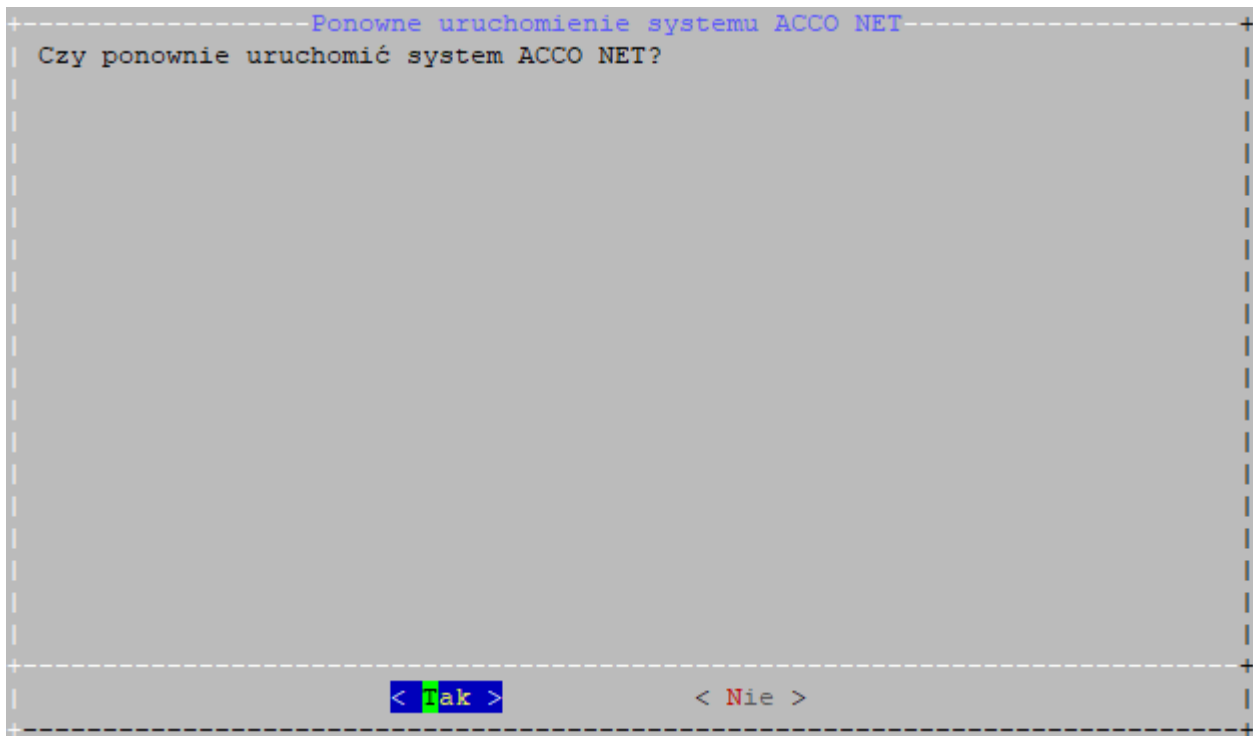 Ponowne uruchomienie systemu ACCO NET
Czy ponownie uruchomić system ACCO NET?
< Tak > < Nie >